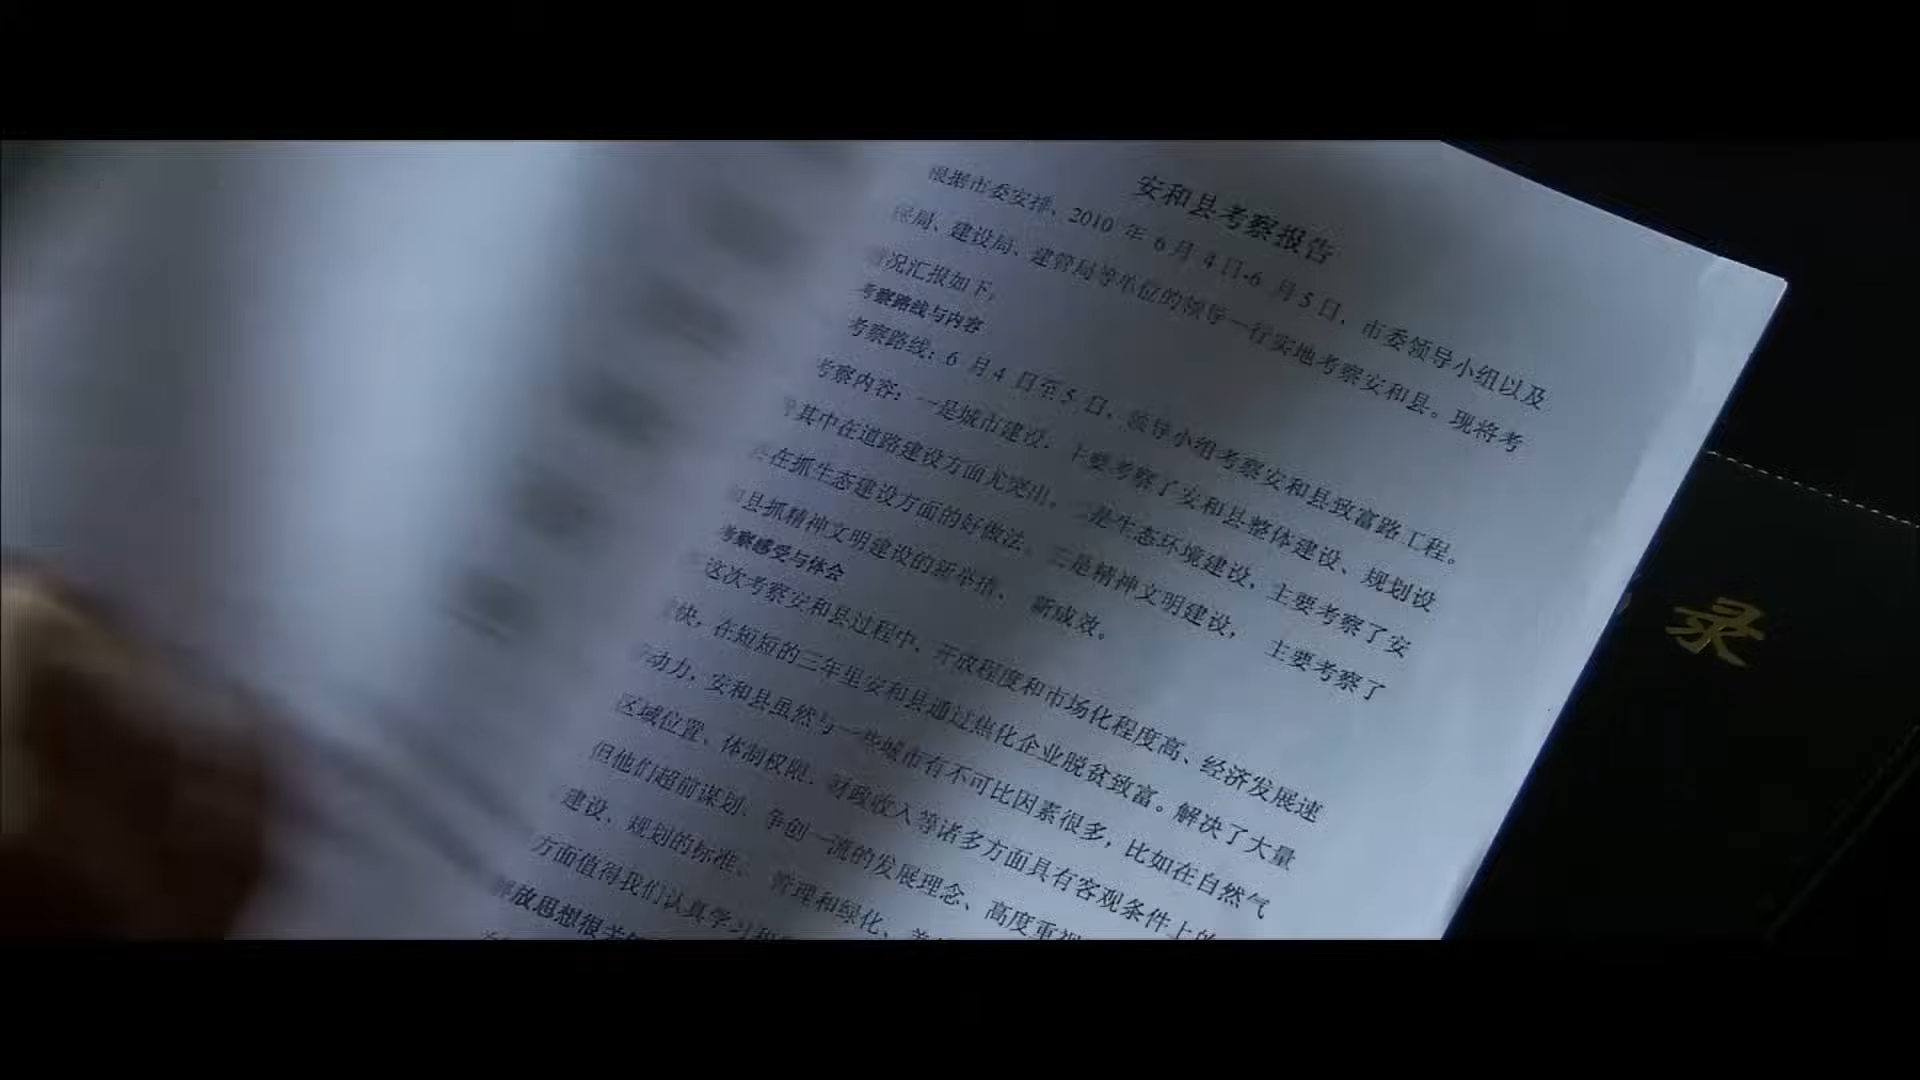 安和县考察报告
根据市委安排，2010 年 6 月 4 日-6 月 5 日，市委领导小组以及
民局、建设局、建管局等单位的领导一行实地考察安和县。现将考
情况汇报如下，
考察路线与内容
考察路线：6 月 4 日至 5 日，领导小组考察安和县致富路工程。
考察内容：一是城市建设，主要考察了安和县整体建设、规划设
其中在道路建设方面尤突出。二是生态环境建设，主要考察了安
在抓生态建设方面的好做法。三是精神文明建设， 主要考察了
和县抓精神文明建设的新举措， 新成效。
考察感受与体会
这次考察安和县过程中，开放程度和市场化程度高、经济发展速
快，在短短的三年里安和县通过焦化企业脱贫致富。解决了大量
动力，安和县虽然与一些城市有不可比因素很多，比如在自然气
区域位置、体制权限，财政收入等诸多方面具有客观条件上的
但他们超前谋划、争创一流的发展理念、高度重视
建设、规划的标准、管理和绿化、
方面值得我们认真学习
解放思想很关
录